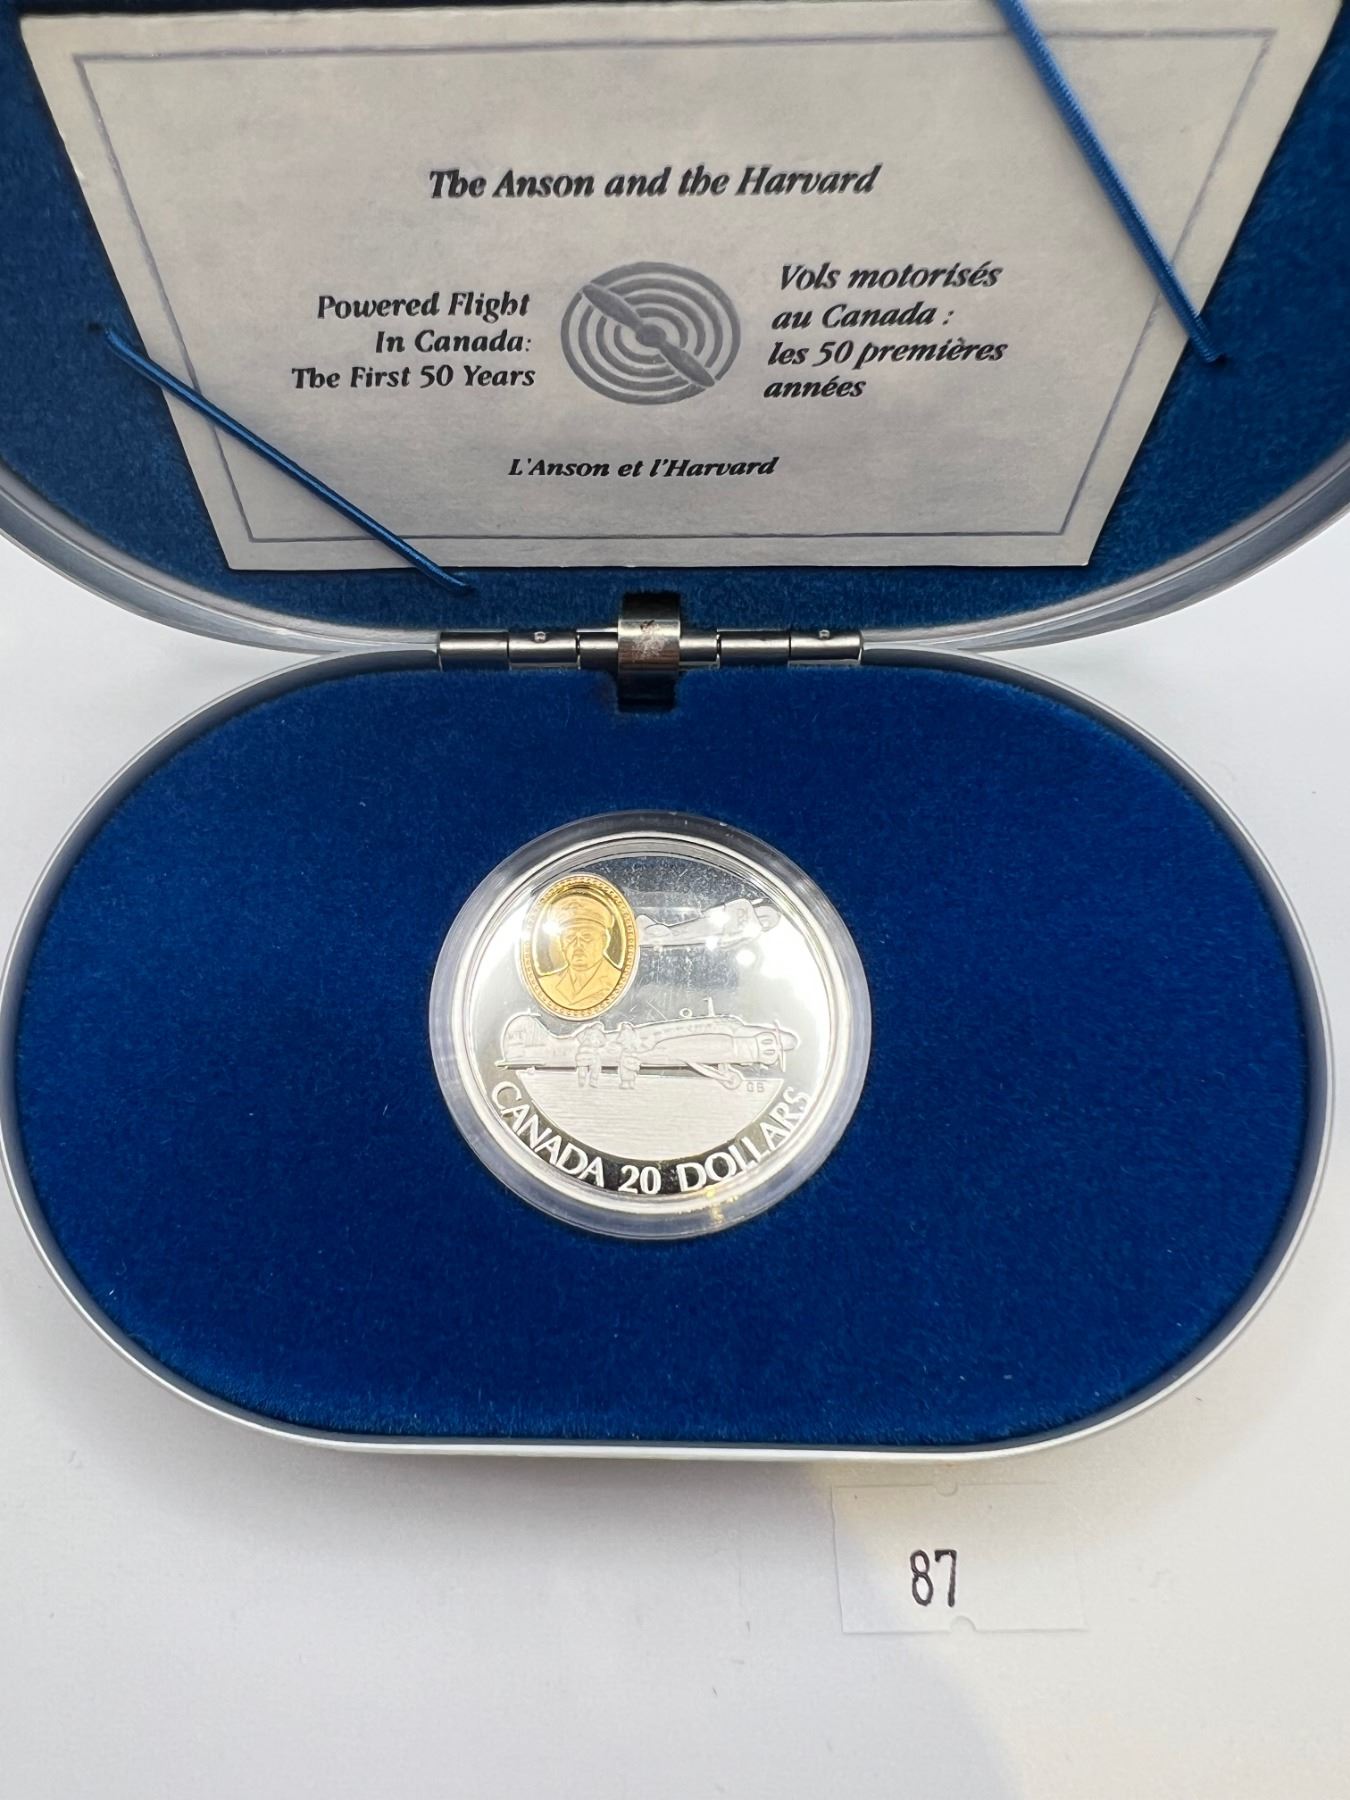 The Anson and the Harvard
Powered Flight
In Canada:
The First 50 Years
Vols motorisés
au Canada :
les 50 premières
années
L'Anson et l'Harvard
CANADA 20 DOLLARS
GB
87